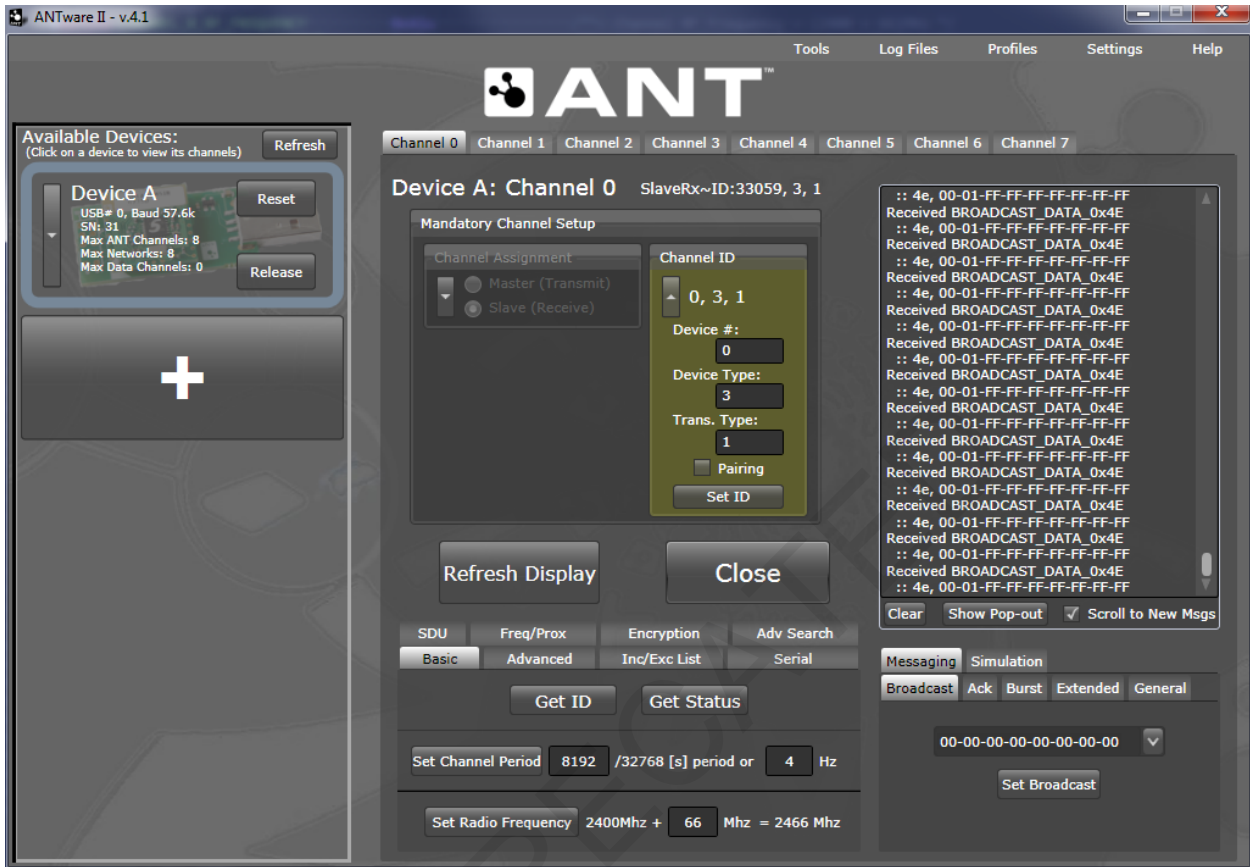 ANTware II - v.4.1
Tools Log Files Profiles Settings Help
ANT™
Available Devices:
(Click on a device to view its channels)
Refresh
Device A
USB# 0, Baud 57.6k
SN: 31
Max ANT Channels: 8
Max Networks: 8
Max Data Channels: 0
Reset
Release
Channel 0 Channel 1 Channel 2 Channel 3 Channel 4 Channel 5 Channel 6 Channel 7
Device A: Channel 0 SlaveRx~ID:33059, 3, 1
Mandatory Channel Setup
Channel Assignment
Master (Transmit)
Slave (Receive)
Channel ID
0, 3, 1
Device #:
0
Device Type:
3
Trans. Type:
1
Pairing
Set ID
Refresh Display Close
SDU Freq/Prox Encryption Adv Search
Basic Advanced Inc/Exc List Serial
Get ID Get Status
Set Channel Period 8192 /32768 [s] period or 4 Hz
Set Radio Frequency 2400Mhz + 66 Mhz = 2466 Mhz
:: 4e, 00-01-FF-FF-FF-FF-FF-FF
Received BROADCAST_DATA_0x4E
:: 4e, 00-01-FF-FF-FF-FF-FF-FF
Received BROADCAST_DATA_0x4E
:: 4e, 00-01-FF-FF-FF-FF-FF-FF
Received BROADCAST_DATA_0x4E
:: 4e, 00-01-FF-FF-FF-FF-FF-FF
Received BROADCAST_DATA_0x4E
:: 4e, 00-01-FF-FF-FF-FF-FF-FF
Received BROADCAST_DATA_0x4E
:: 4e, 00-01-FF-FF-FF-FF-FF-FF
Received BROADCAST_DATA_0x4E
:: 4e, 00-01-FF-FF-FF-FF-FF-FF
Received BROADCAST_DATA_0x4E
:: 4e, 00-01-FF-FF-FF-FF-FF-FF
Received BROADCAST_DATA_0x4E
:: 4e, 00-01-FF-FF-FF-FF-FF-FF
Received BROADCAST_DATA_0x4E
:: 4e, 00-01-FF-FF-FF-FF-FF-FF
Received BROADCAST_DATA_0x4E
:: 4e, 00-01-FF-FF-FF-FF-FF-FF
Received BROADCAST_DATA_0x4E
:: 4e, 00-01-FF-FF-FF-FF-FF-FF
Received BROADCAST_DATA_0x4E
:: 4e, 00-01-FF-FF-FF-FF-FF-FF
Clear Show Pop-out Scroll to New Msgs
Messaging Simulation
Broadcast Ack Burst Extended General
00-00-00-00-00-00-00-00
Set Broadcast